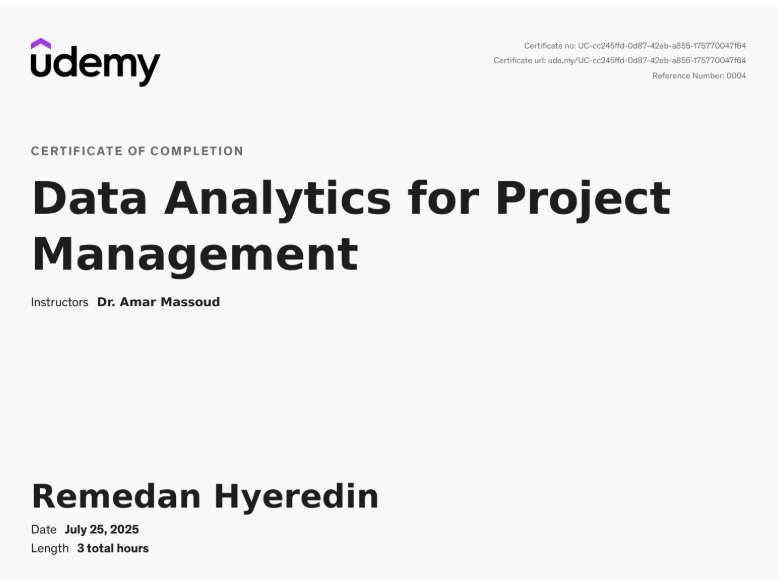 udemy
Certificate no: UC-cc245ffd-0d87-42eb-a855-f75770047f64
Certificate url: ude.my/UC-cc245ffd-0d87-42eb-a855-f75770047f64
Reference Number: 0004
CERTIFICATE OF COMPLETION
Data Analytics for Project
Management
Instructors Dr. Amar Massoud
Remedan Hyeredin
Date July 25, 2025
Length 3 total hours